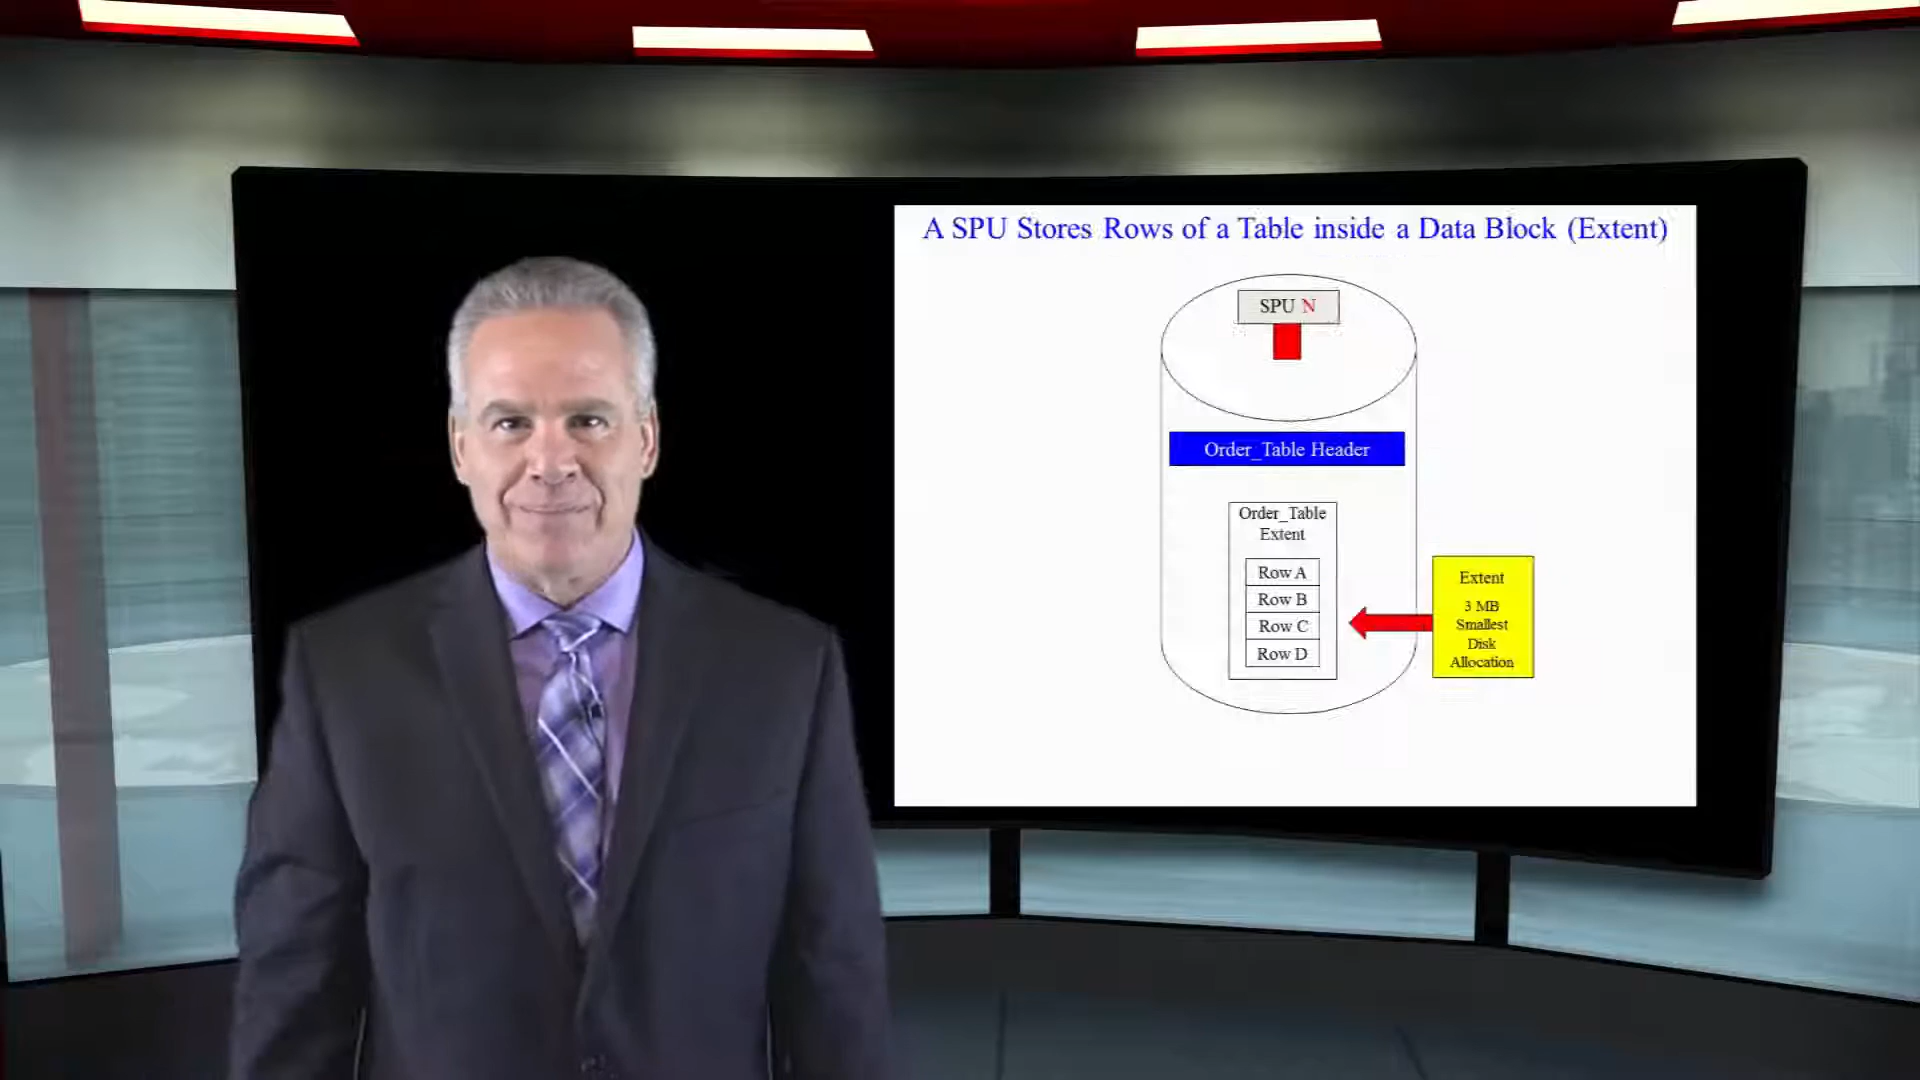 A SPU Stores Rows of a Table inside a Data Block (Extent)
SPU N
Order_Table Header
Order_Table
Extent
Row A
Row B
Row C
Row D
Extent
3 MB
Smallest
Disk
Allocation